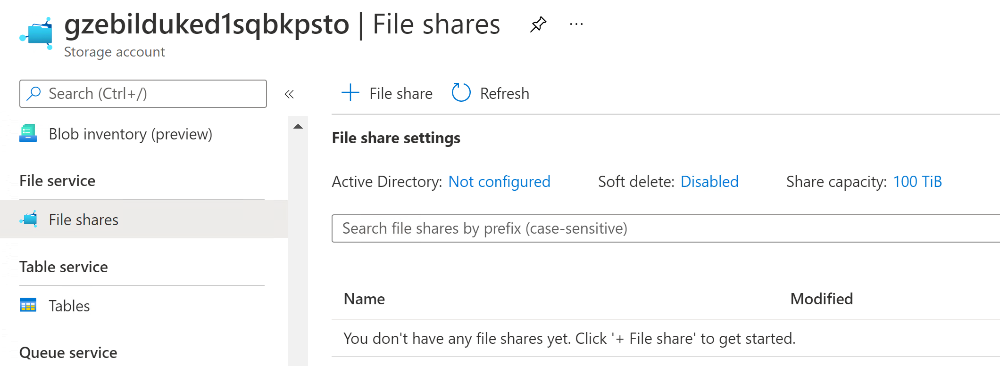 gzebilduked1sqbkpsto | File shares
Storage account
Search (Ctrl+/)
Blob inventory (preview)
File service
File shares
Table service
Tables
Queue service
File share
Refresh
File share settings
Active Directory: Not configured
Soft delete: Disabled
Share capacity: 100 TiB
Search file shares by prefix (case-sensitive)
Name
Modified
You don't have any file shares yet. Click '+ File share' to get started.